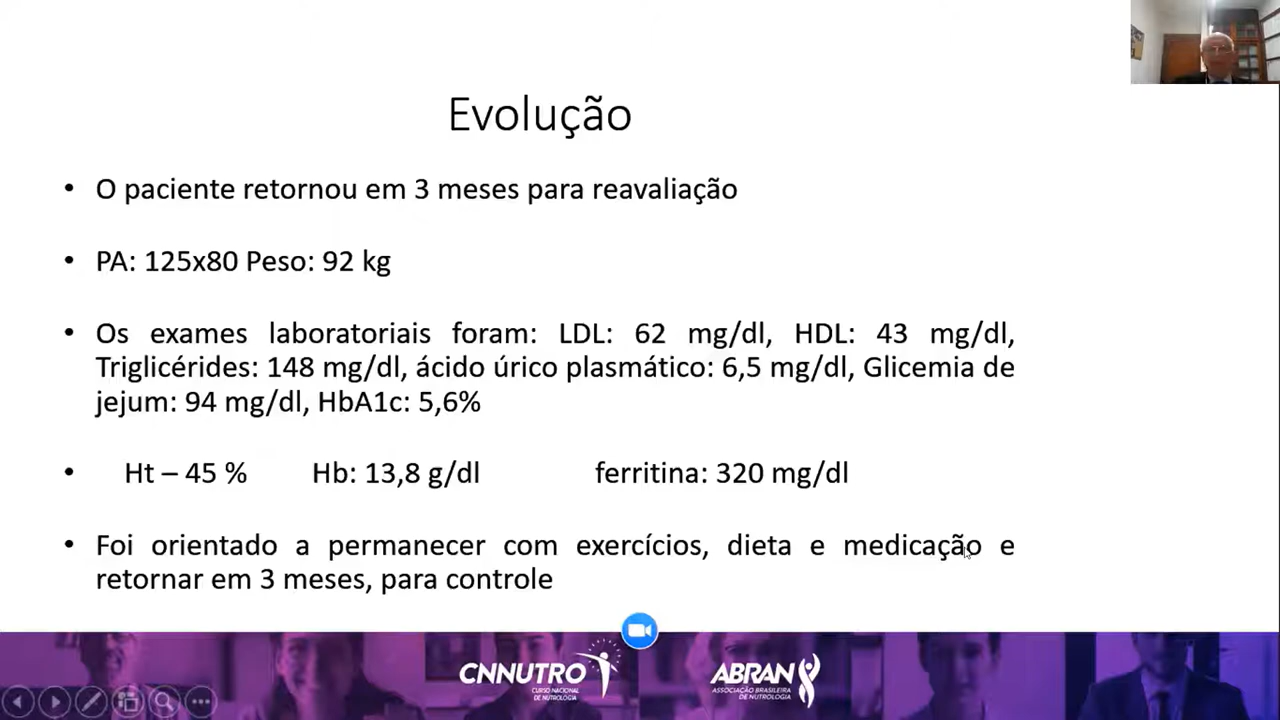 Evolução
• O paciente retornou em 3 meses para reavaliação
• PA: 125x80 Peso: 92 kg
• Os exames laboratoriais foram: LDL: 62 mg/dl, HDL: 43 mg/dl,
Triglicérides: 148 mg/dl, ácido úrico plasmático: 6,5 mg/dl, Glicemia de
jejum: 94 mg/dl, HbA1c: 5,6%
• Ht – 45 % Hb: 13,8 g/dl ferritina: 320 mg/dl
• Foi orientado a permanecer com exercícios, dieta e medicação e
retornar em 3 meses, para controle
CNNUTRO
CURSO NACIONAL
DE NUTROLOGIA
ABRAN
ASSOCIAÇÃO BRASILEIRA
DE NUTROLOGIA